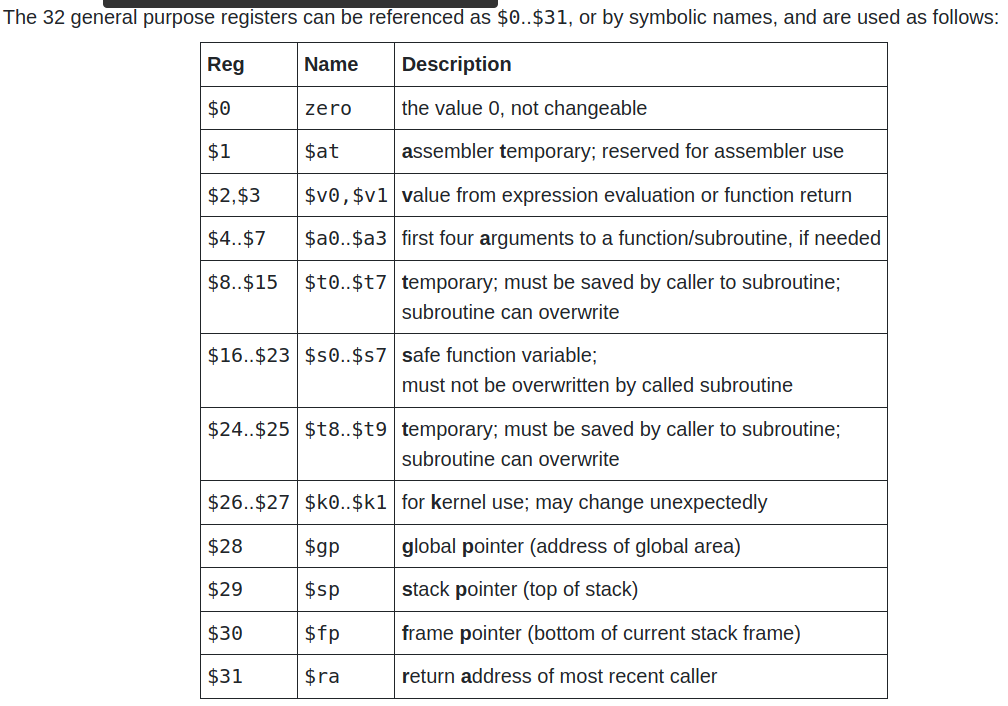 The 32 general purpose registers can be referenced as $0..$31, or by symbolic names, and are used as follows:
Reg Name Description
$0 zero the value 0, not changeable
$1 $at assembler temporary; reserved for assembler use
$2,$3 $v0,$v1 value from expression evaluation or function return
$4..$7 $a0..$a3 first four arguments to a function/subroutine, if needed
$8..$15 $t0..$t7 temporary; must be saved by caller to subroutine;
subroutine can overwrite
$16..$23 $s0..$s7 safe function variable;
must not be overwritten by called subroutine
$24..$25 $t8..$t9 temporary; must be saved by caller to subroutine;
subroutine can overwrite
$26..$27 $k0..$k1 for kernel use; may change unexpectedly
$28 $gp global pointer (address of global area)
$29 $sp stack pointer (top of stack)
$30 $fp frame pointer (bottom of current stack frame)
$31 $ra return address of most recent caller